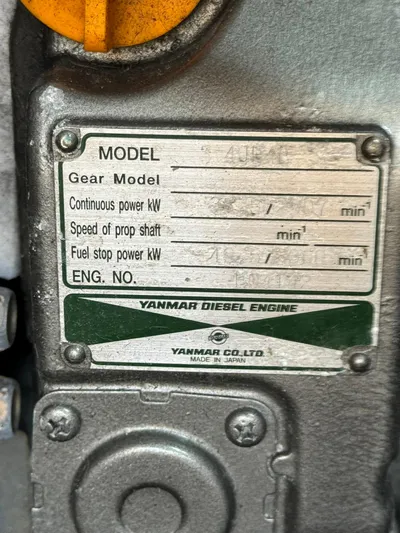 MODEL
Gear Model
Continuous power kW / min⁻¹
Speed of prop shaft min⁻¹
Fuel stop power kW / min⁻¹
ENG. NO.
YANMAR DIESEL ENGINE
YANMAR CO.,LTD.
MADE IN JAPAN